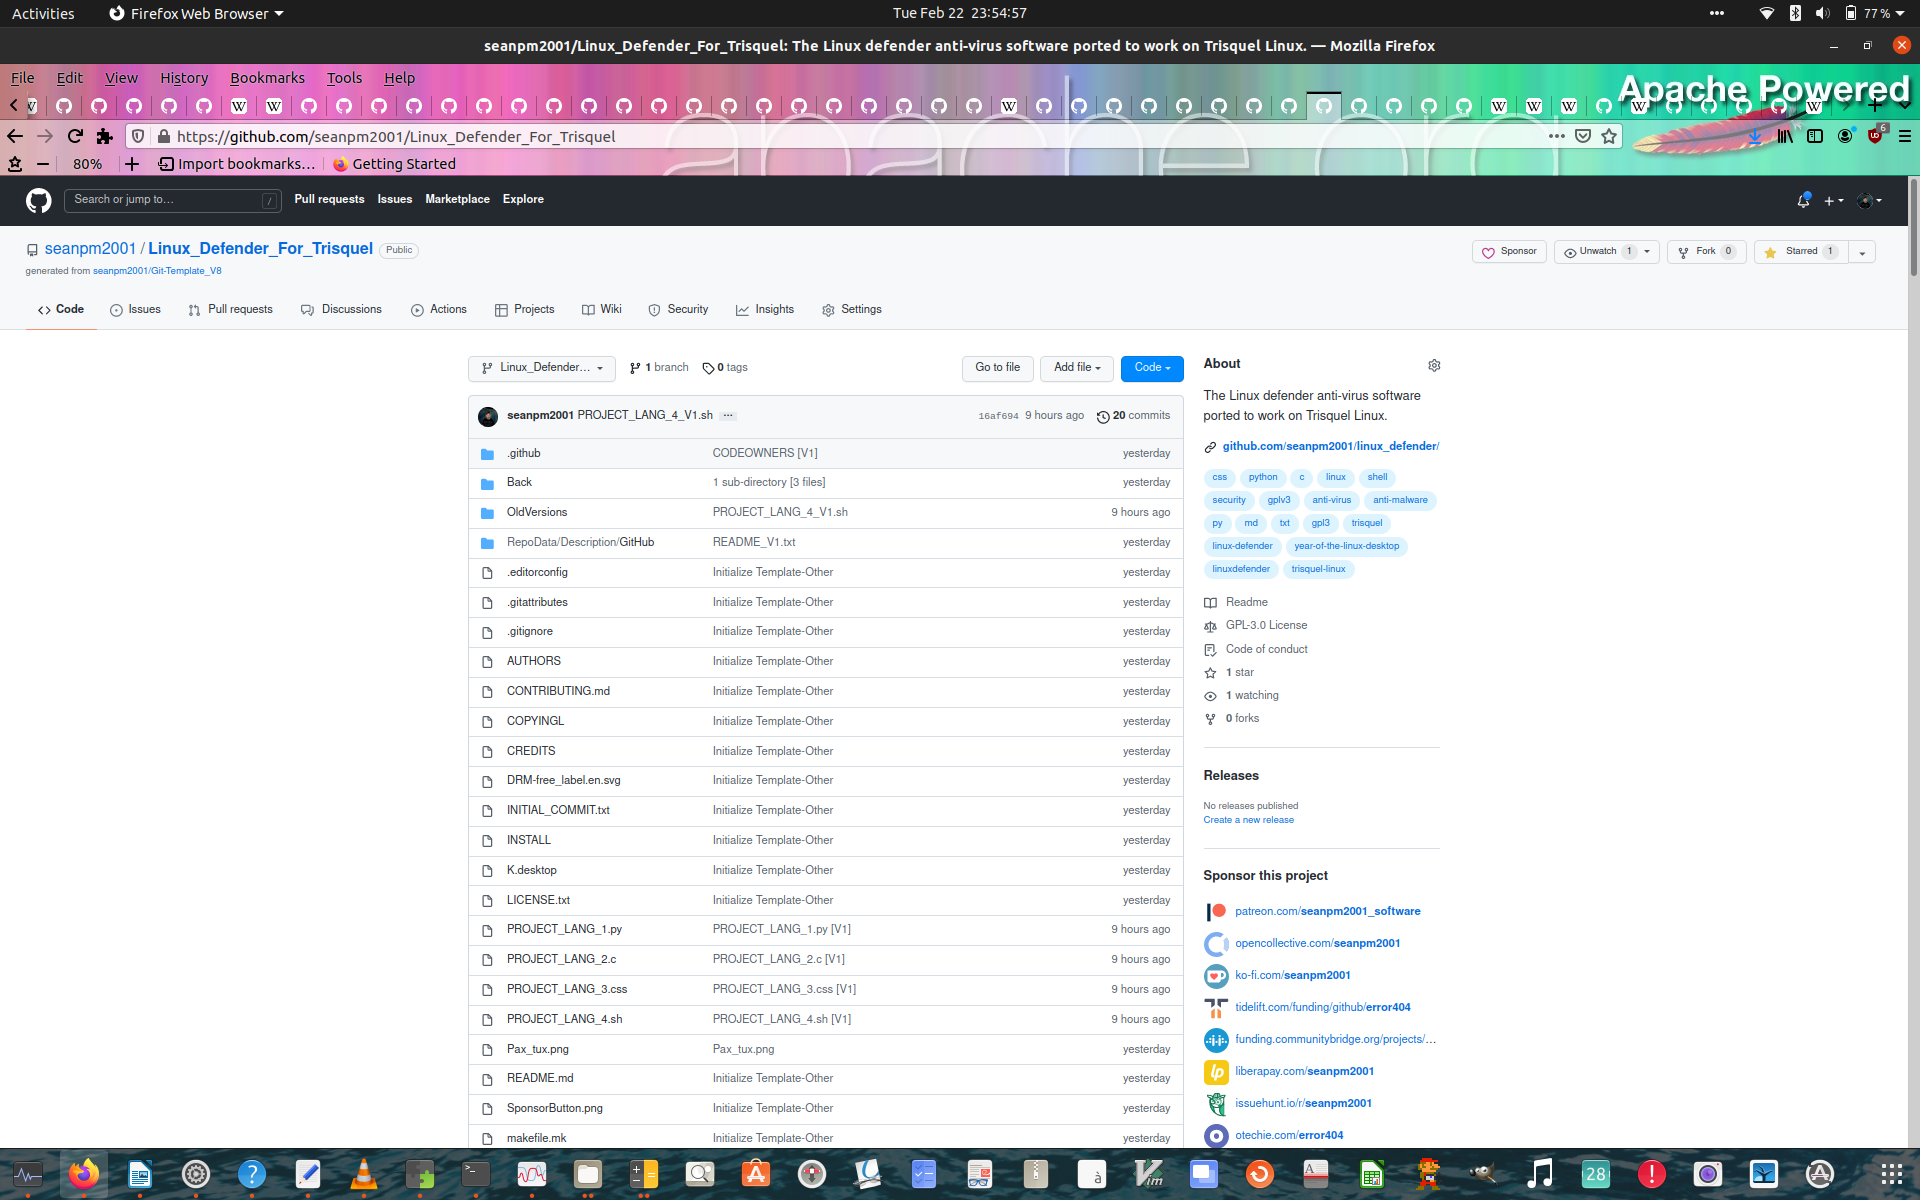 Activities
Firefox Web Browser
Tue Feb 22 23:54:57
77 %
seanpm2001/Linux_Defender_For_Trisquel: The Linux defender anti-virus software ported to work on Trisquel Linux. — Mozilla Firefox
File Edit View History Bookmarks Tools Help
Apache Powered
https://github.com/seanpm2001/Linux_Defender_For_Trisquel
6
80%
Import bookmarks...
Getting Started
Search or jump to...
/
Pull requests Issues Marketplace Explore
seanpm2001 / Linux_Defender_For_Trisquel Public
generated from seanpm2001/Git-Template_V8
Sponsor
Unwatch 1
Fork 0
Starred 1
Code Issues Pull requests Discussions Actions Projects Wiki Security Insights Settings
Linux_Defender...
1 branch
0 tags
Go to file
Add file
Code
seanpm2001 PROJECT_LANG_4_V1.sh ...
16af694 9 hours ago
20 commits
.github CODEOWNERS [V1] yesterday
Back 1 sub-directory [3 files] yesterday
OldVersions PROJECT_LANG_4_V1.sh 9 hours ago
RepoData/Description/GitHub README_V1.txt yesterday
.editorconfig Initialize Template-Other yesterday
.gitattributes Initialize Template-Other yesterday
.gitignore Initialize Template-Other yesterday
AUTHORS Initialize Template-Other yesterday
CONTRIBUTING.md Initialize Template-Other yesterday
COPYINGL Initialize Template-Other yesterday
CREDITS Initialize Template-Other yesterday
DRM-free_label.en.svg Initialize Template-Other yesterday
INITIAL_COMMIT.txt Initialize Template-Other yesterday
INSTALL Initialize Template-Other yesterday
K.desktop Initialize Template-Other yesterday
LICENSE.txt Initialize Template-Other yesterday
PROJECT_LANG_1.py PROJECT_LANG_1.py [V1] 9 hours ago
PROJECT_LANG_2.c PROJECT_LANG_2.c [V1] 9 hours ago
PROJECT_LANG_3.css PROJECT_LANG_3.css [V1] 9 hours ago
PROJECT_LANG_4.sh PROJECT_LANG_4.sh [V1] 9 hours ago
Pax_tux.png Pax_tux.png yesterday
README.md Initialize Template-Other yesterday
SponsorButton.png Initialize Template-Other yesterday
makefile.mk Initialize Template-Other yesterday
About
The Linux defender anti-virus software
ported to work on Trisquel Linux.
github.com/seanpm2001/linux_defender/
css python c linux shell
security gplv3 anti-virus anti-malware
py md txt gpl3 trisquel
linux-defender year-of-the-linux-desktop
linuxdefender trisquel-linux
Readme
GPL-3.0 License
Code of conduct
1 star
1 watching
0 forks
Releases
No releases published
Create a new release
Sponsor this project
patreon.com/seanpm2001_software
opencollective.com/seanpm2001
ko-fi.com/seanpm2001
tidelift.com/funding/github/error404
funding.communitybridge.org/projects/...
liberapay.com/seanpm2001
issuehunt.io/r/seanpm2001
otechie.com/error404
28